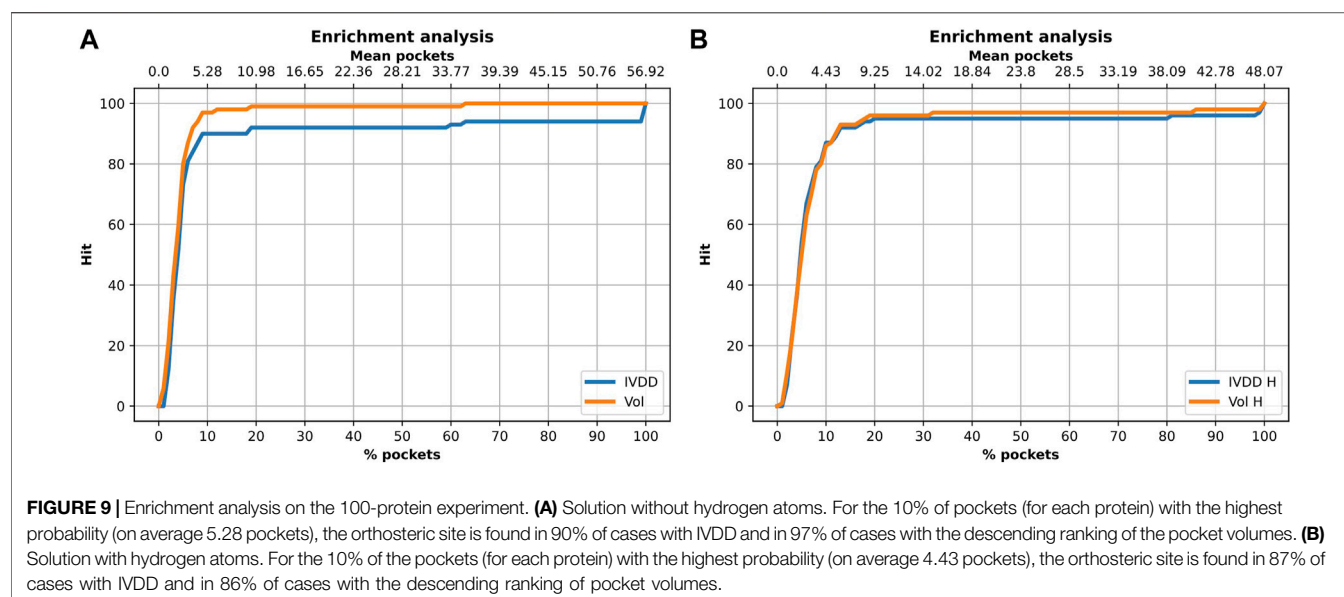 A
Enrichment analysis
Mean pockets
0.0 5.28 10.98 16.65 22.36 28.21 33.77 39.39 45.15 50.76 56.92
100
80
60
40
20
0
Hit
IVDD
Vol
0 10 20 30 40 50 60 70 80 90 100
% pockets
B
Enrichment analysis
Mean pockets
0.0 4.43 9.25 14.02 18.84 23.8 28.5 33.19 38.09 42.78 48.07
100
80
60
40
20
0
Hit
IVDD H
Vol H
0 10 20 30 40 50 60 70 80 90 100
% pockets
FIGURE 9 | Enrichment analysis on the 100-protein experiment. (A) Solution without hydrogen atoms. For the 10% of pockets (for each protein) with the highest
probability (on average 5.28 pockets), the orthosteric site is found in 90% of cases with IVDD and in 97% of cases with the descending ranking of the pocket volumes. (B)
Solution with hydrogen atoms. For the 10% of the pockets (for each protein) with the highest probability (on average 4.43 pockets), the orthosteric site is found in 87% of
cases with IVDD and in 86% of cases with the descending ranking of pocket volumes.